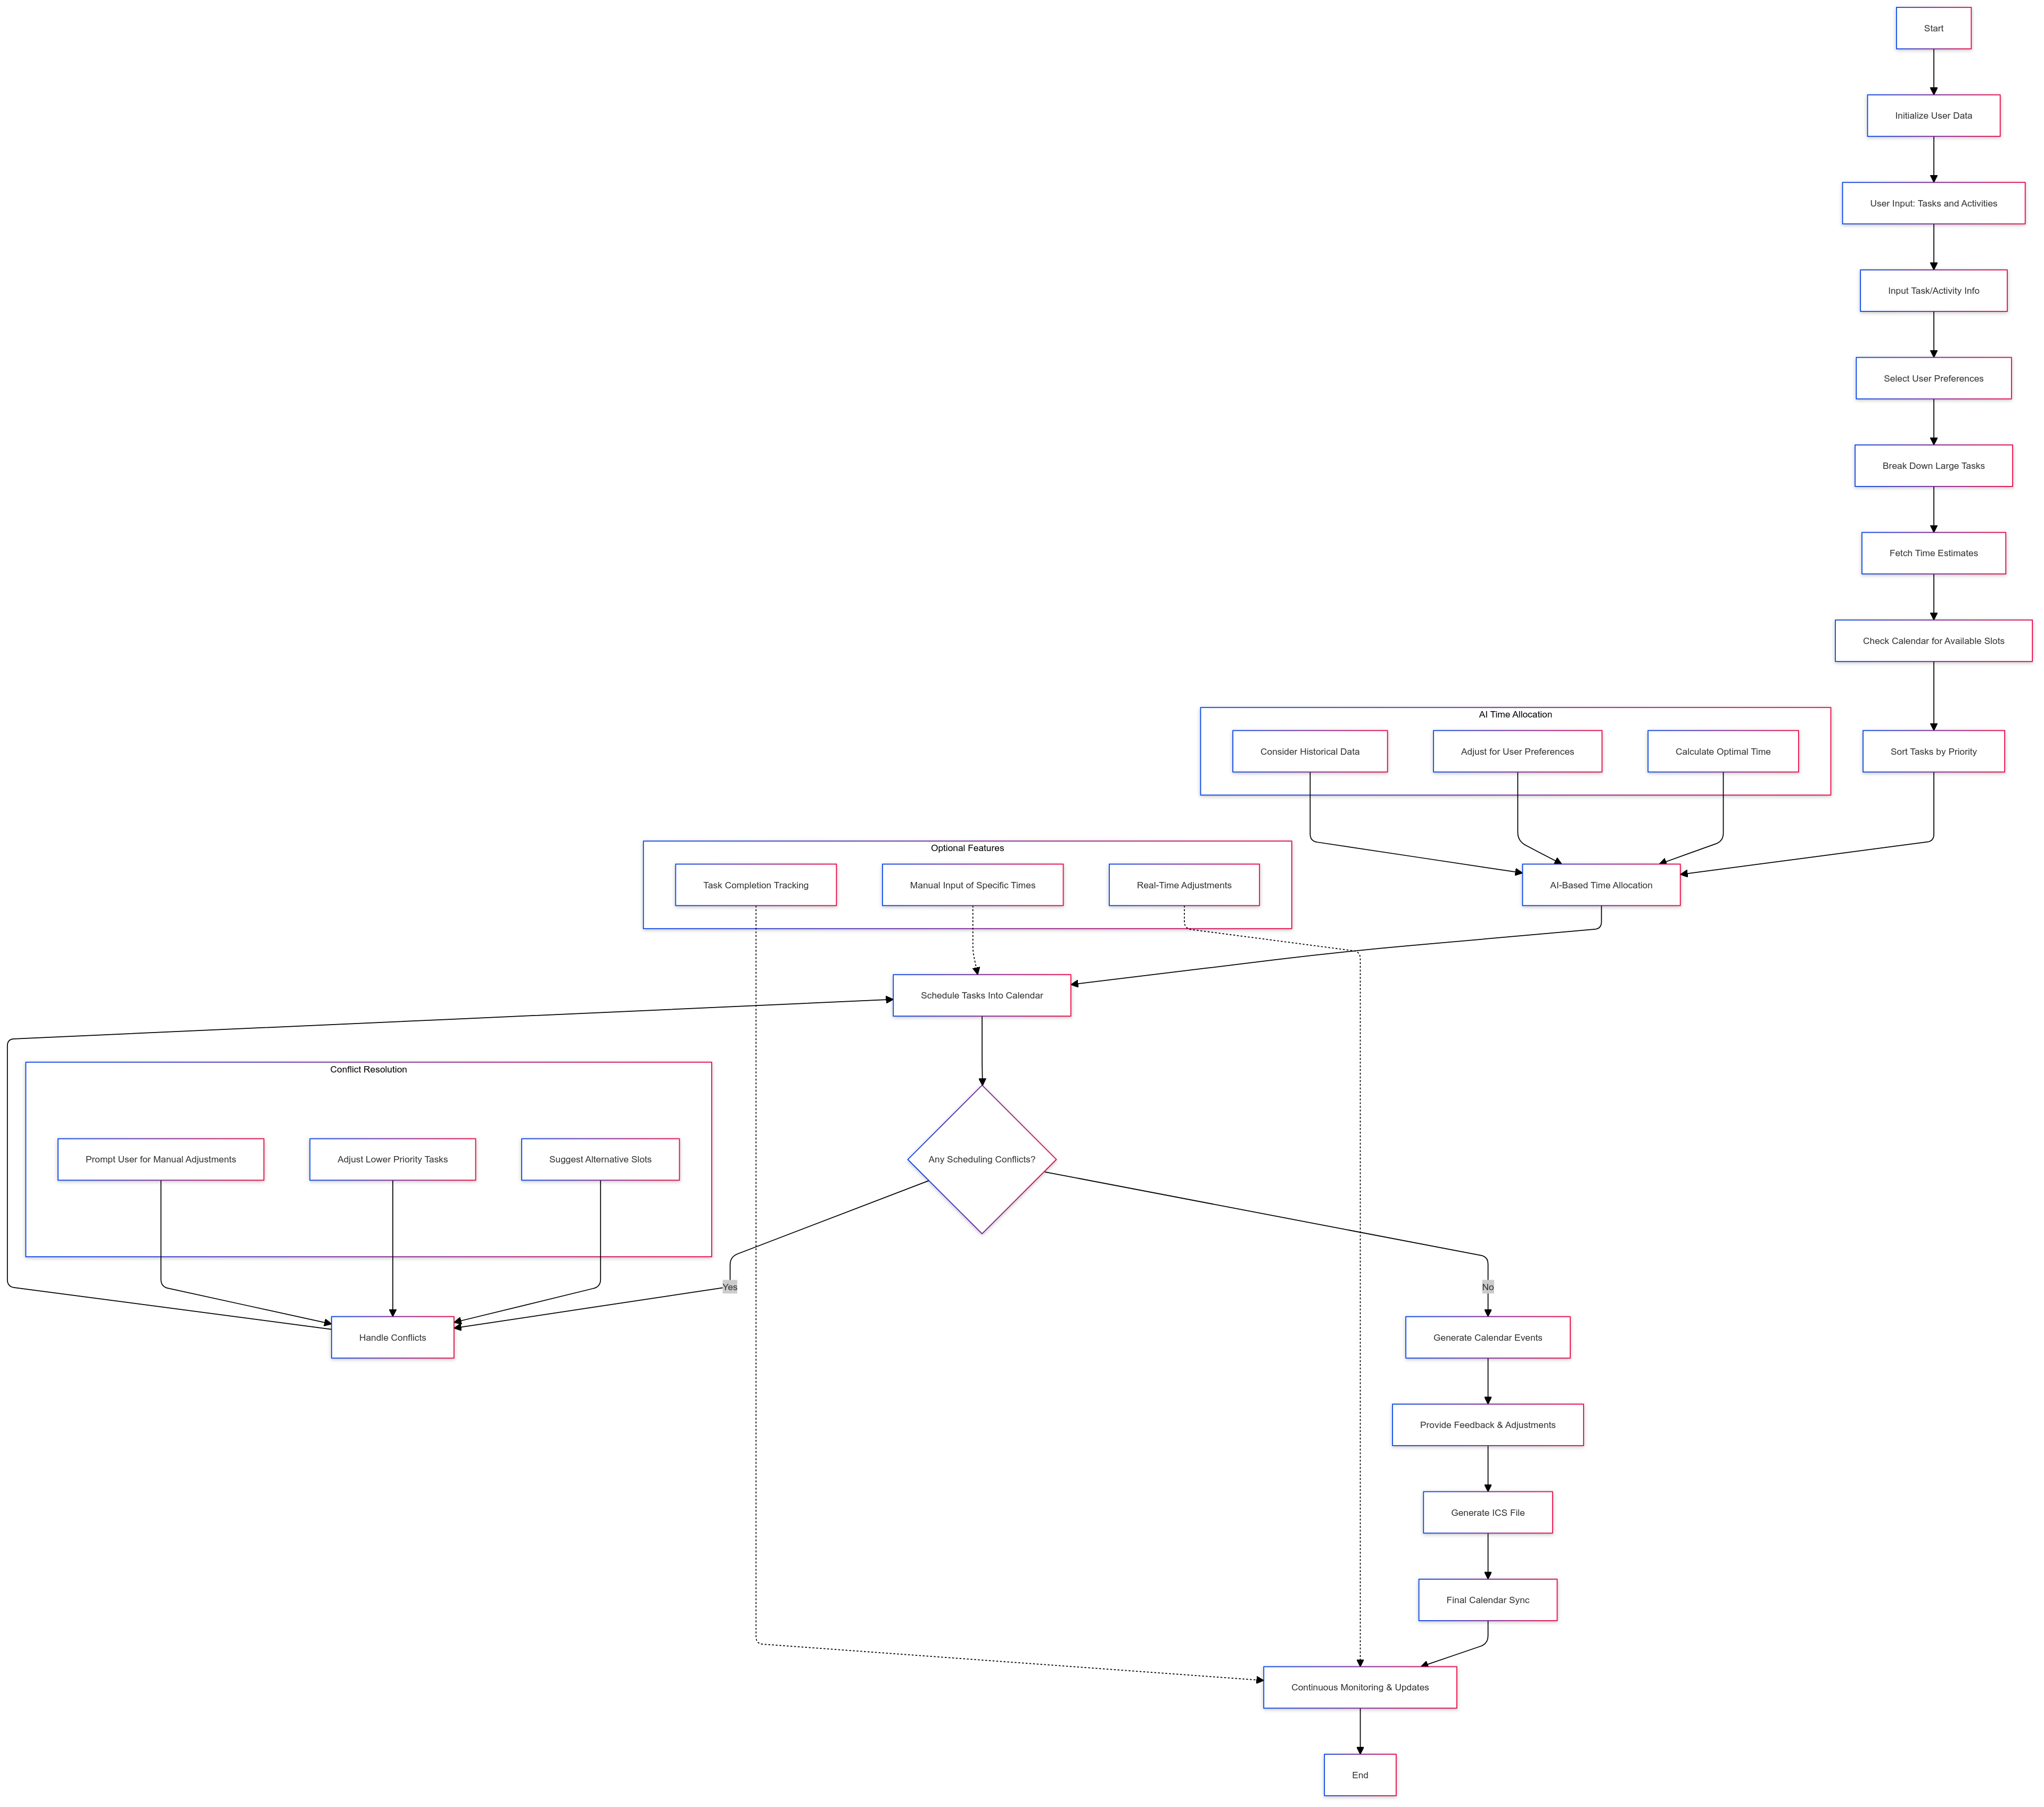 Start
Initialize User Data
User Input: Tasks and Activities
Input Task/Activity Info
Select User Preferences
Break Down Large Tasks
Fetch Time Estimates
Check Calendar for Available Slots
AI Time Allocation
Consider Historical Data
Adjust for User Preferences
Calculate Optimal Time
Sort Tasks by Priority
Optional Features
Task Completion Tracking
Manual Input of Specific Times
Real-Time Adjustments
AI-Based Time Allocation
Schedule Tasks Into Calendar
Conflict Resolution
Prompt User for Manual Adjustments
Adjust Lower Priority Tasks
Suggest Alternative Slots
Any Scheduling Conflicts?
Yes
No
Handle Conflicts
Generate Calendar Events
Provide Feedback & Adjustments
Generate ICS File
Final Calendar Sync
Continuous Monitoring & Updates
End